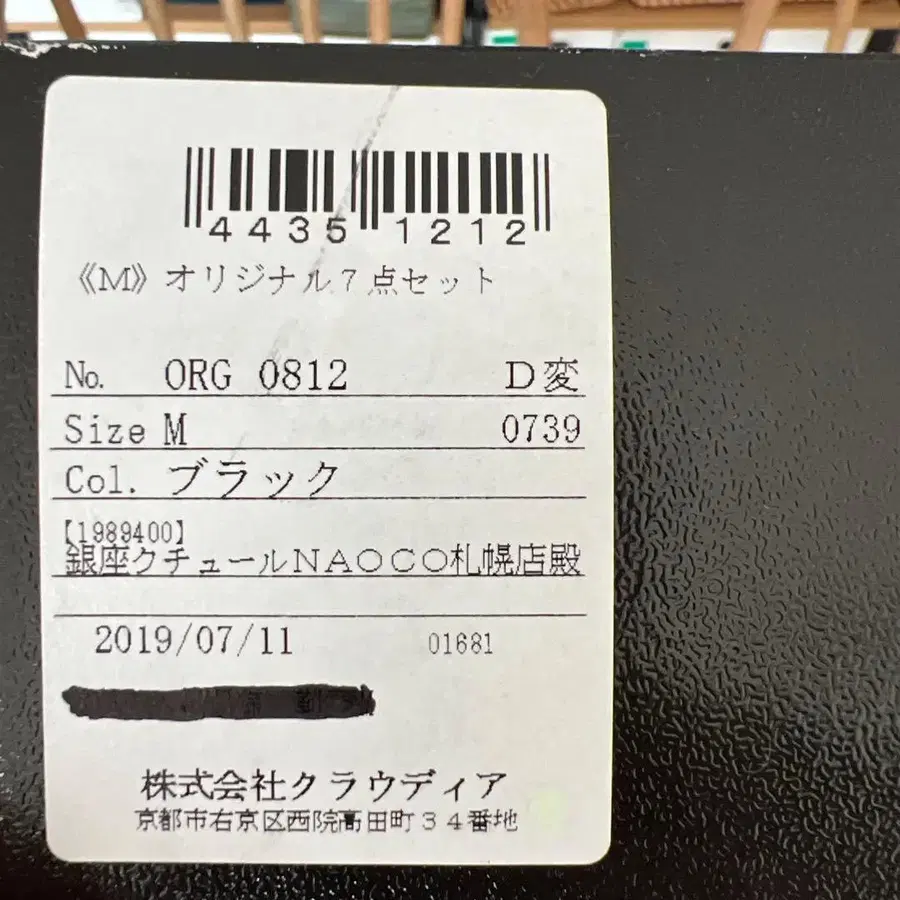 4435 1212
《M》オリジナル7点セット
No. ORG 0812 D変
Size M 0739
Col. ブラック
【1989400】
銀座クチュールNAOCO札幌店殿
2019/07/11 01681
株式会社クラウディア
京都市右京区西院高田町34番地